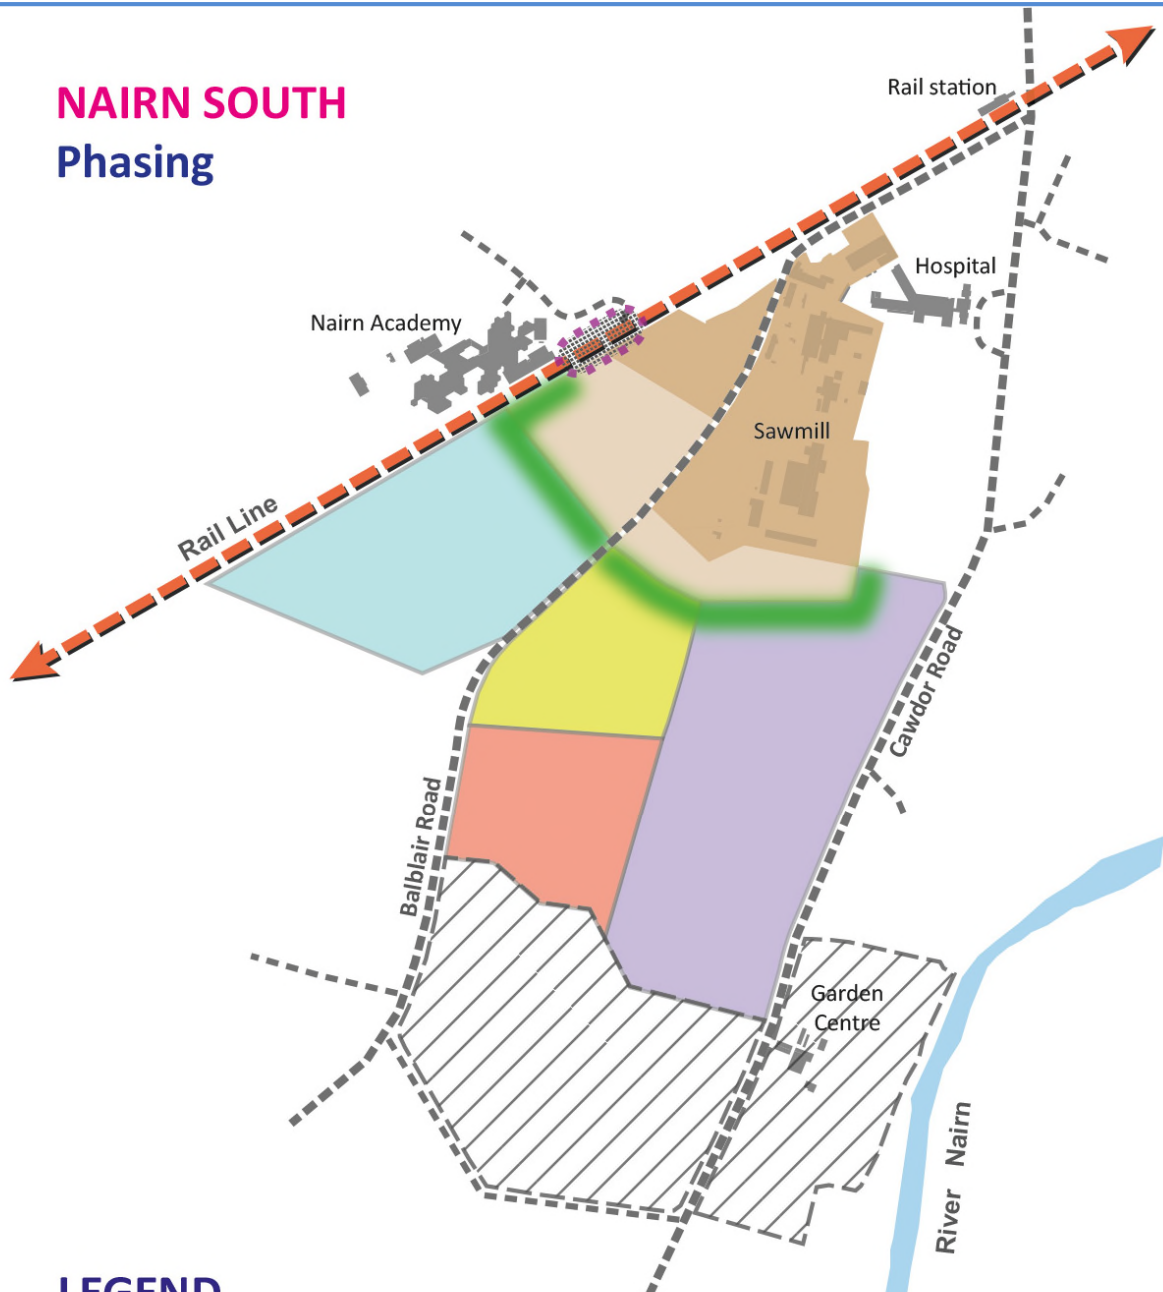 NAIRN SOUTH
Phasing
Rail station
Hospital
Nairn Academy
Sawmill
Rail Line
Cawdor Road
Balblair Road
Garden
Centre
River Nairn
LEGEND